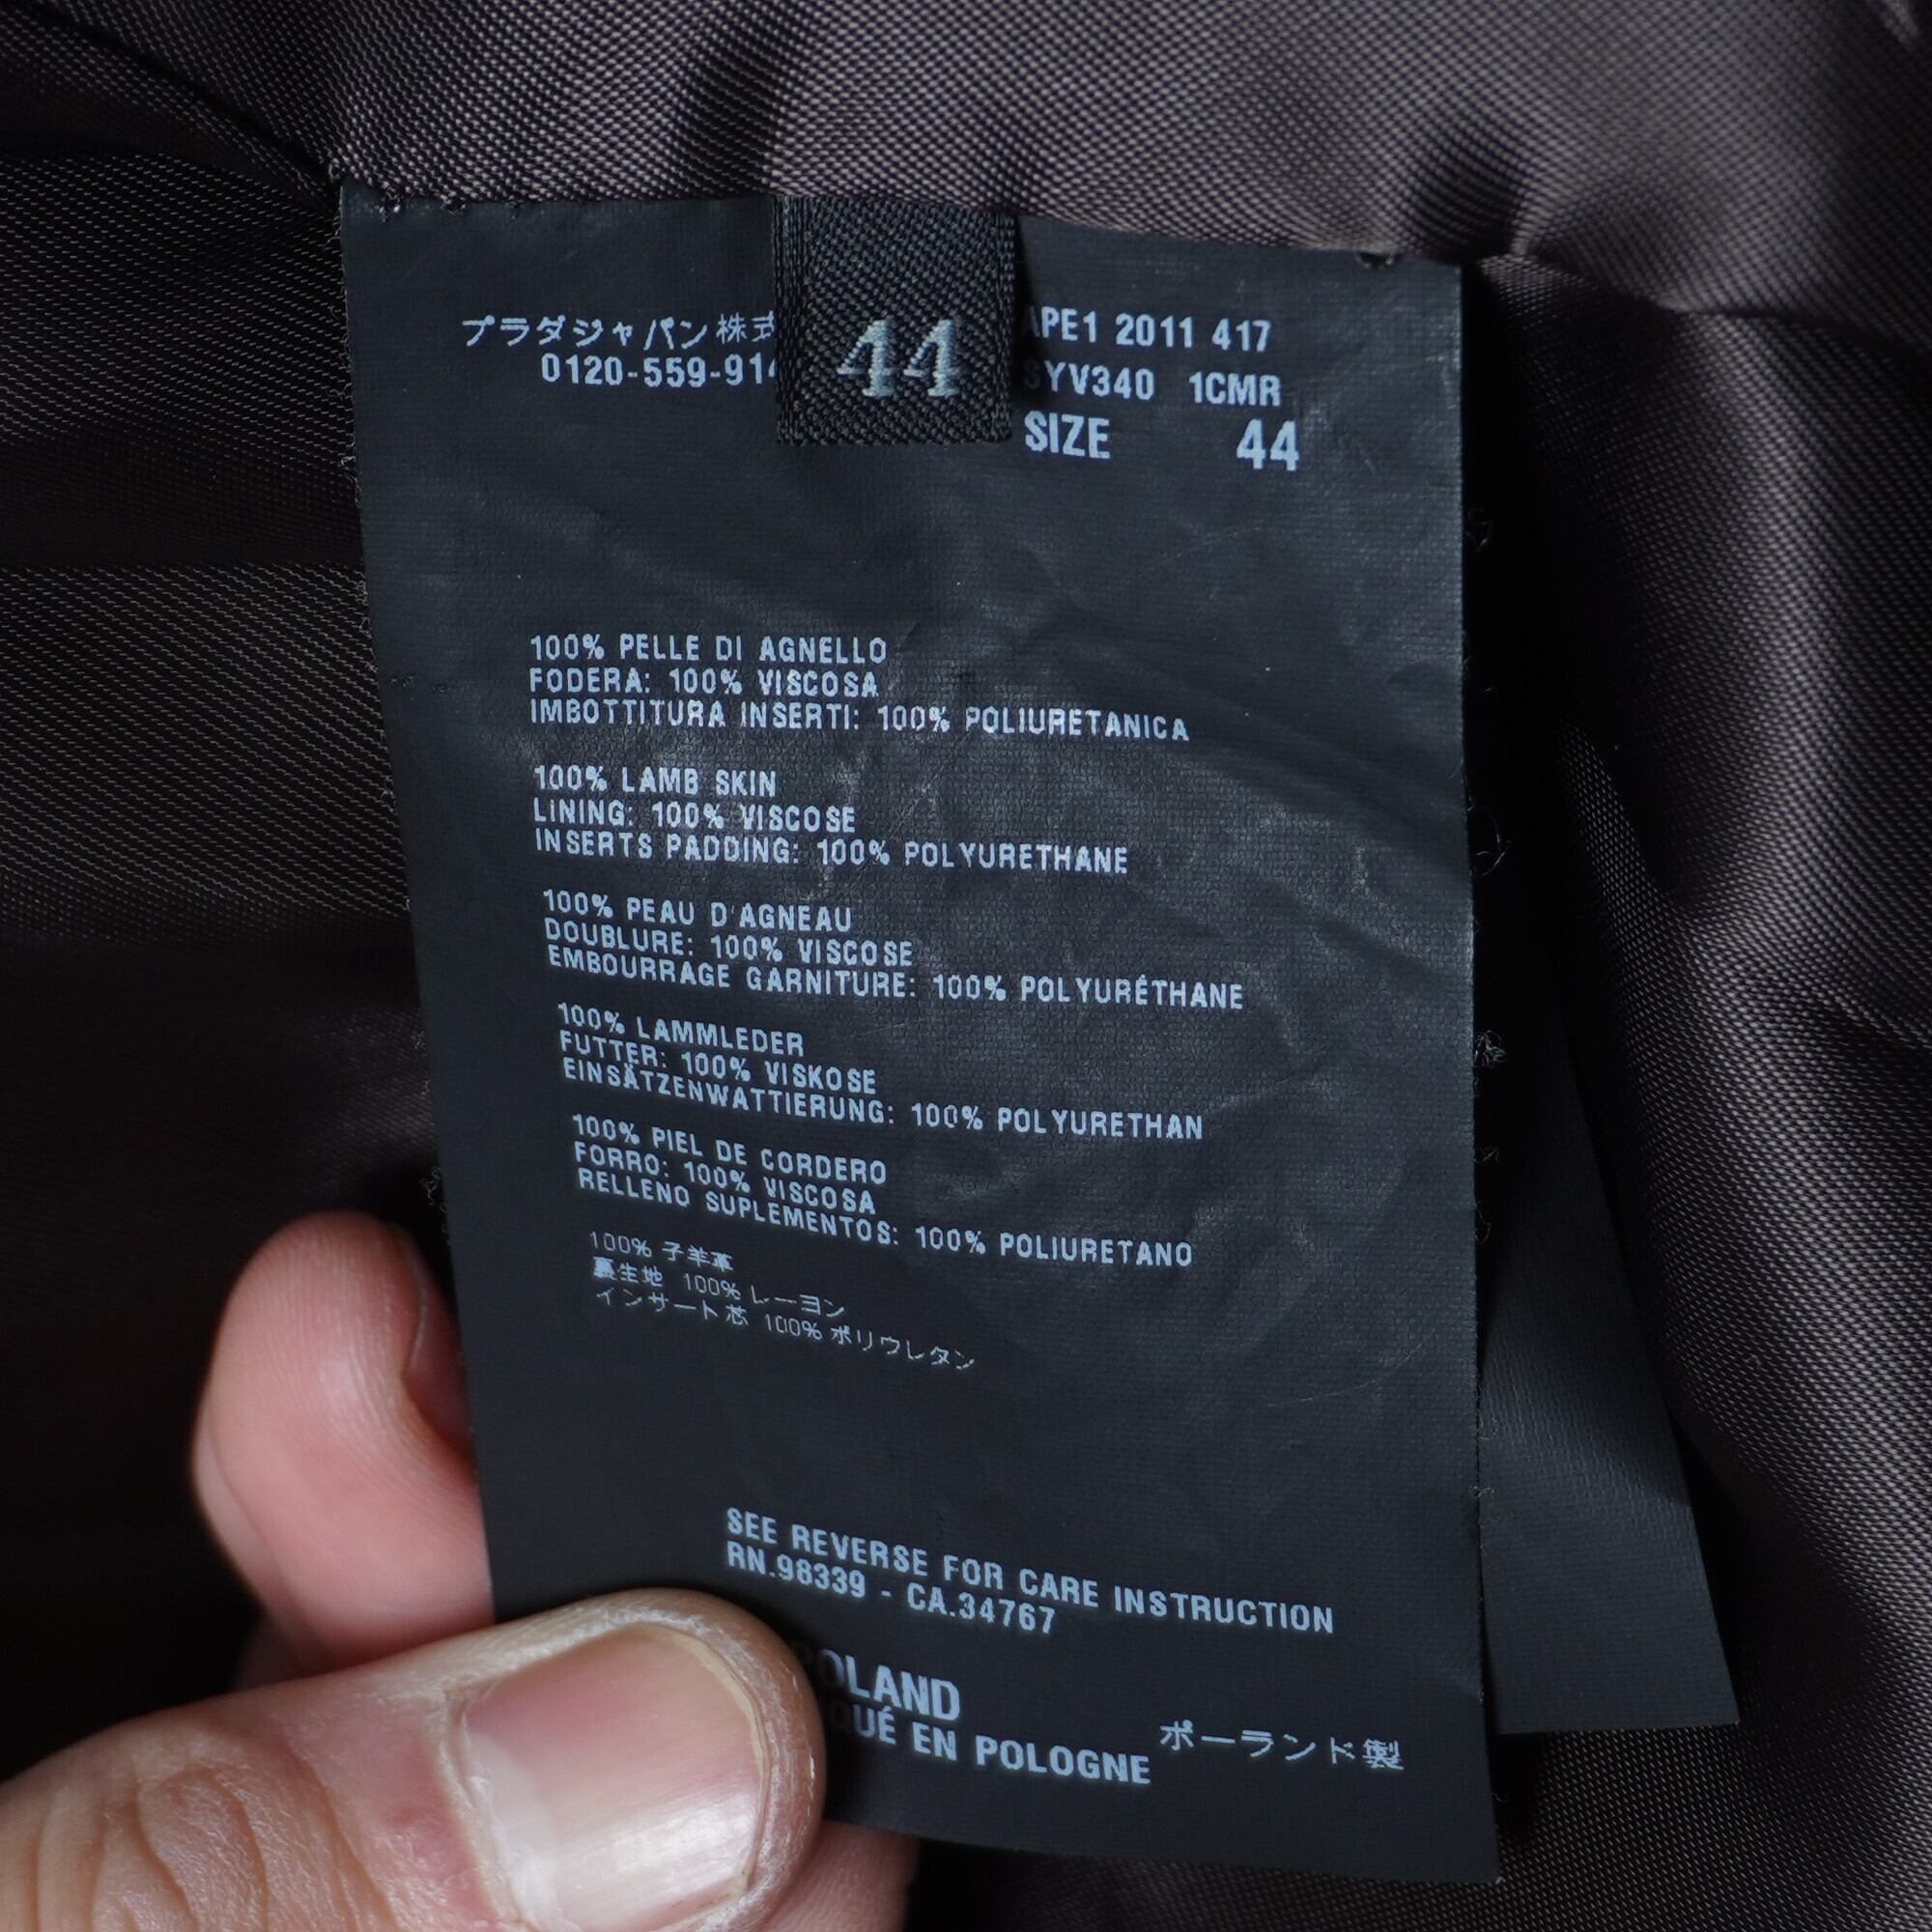 プラダジャパン株式
0120-559-914
44
APE1 2011 417
SYV340 1CMR
SIZE 44
100% PELLE DI AGNELLO
FODERA: 100% VISCOSA
IMBOTTITURA INSERTI: 100% POLIURETANICA
100% LAMB SKIN
LINING: 100% VISCOSE
INSERTS PADDING: 100% POLYURETHANE
100% PEAU D'AGNEAU
DOUBLURE: 100% VISCOSE
EMBOURRAGE GARNITURE: 100% POLYURÉTHANE
100% LAMMLEDER
FUTTER: 100% VISKOSE
EINSÄTZENWATTIERUNG: 100% POLYURETHAN
100% PIEL DE CORDERO
FORRO: 100% VISCOSA
RELLENO SUPLEMENTOS: 100% POLIURETANO
100% 子羊革
裏生地 100% レーヨン
インサート芯 100% ポリウレタン
SEE REVERSE FOR CARE INSTRUCTION
RN.98339 - CA.34767
POLAND
QUÉ EN POLOGNE
ポーランド製